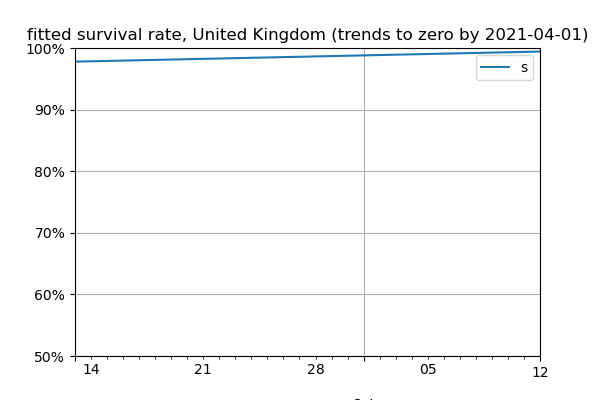 fitted survival rate, United Kingdom (trends to zero by 2021-04-01)
100%
s
90%
80%
70%
60%
50%
14 21 28 05 12